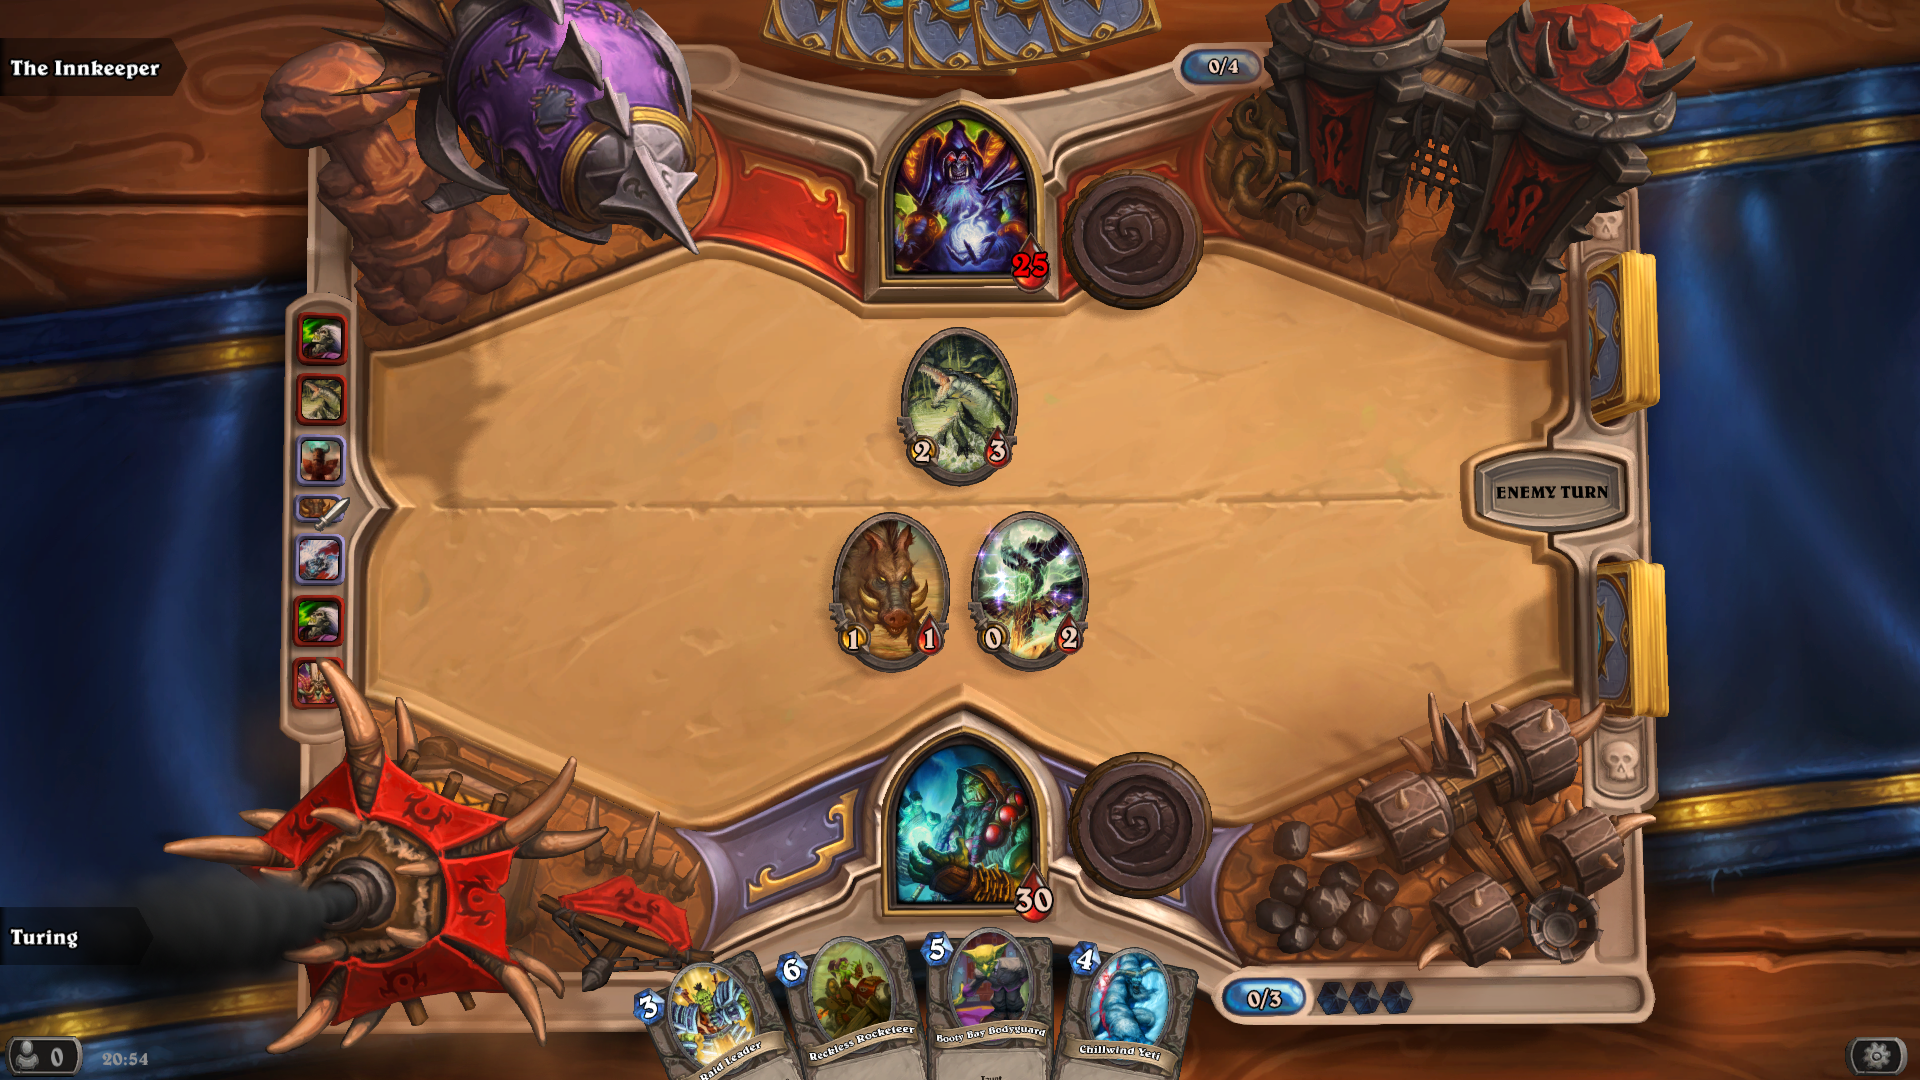 The Innkeeper
0/4
25
2
3
ENEMY TURN
1
1
0
2
30
Turing
3
Raid Leader
6
Reckless Rocketeer
5
Booty Bay Bodyguard
Taunt
4
Chillwind Yeti
0/3
0
20:54